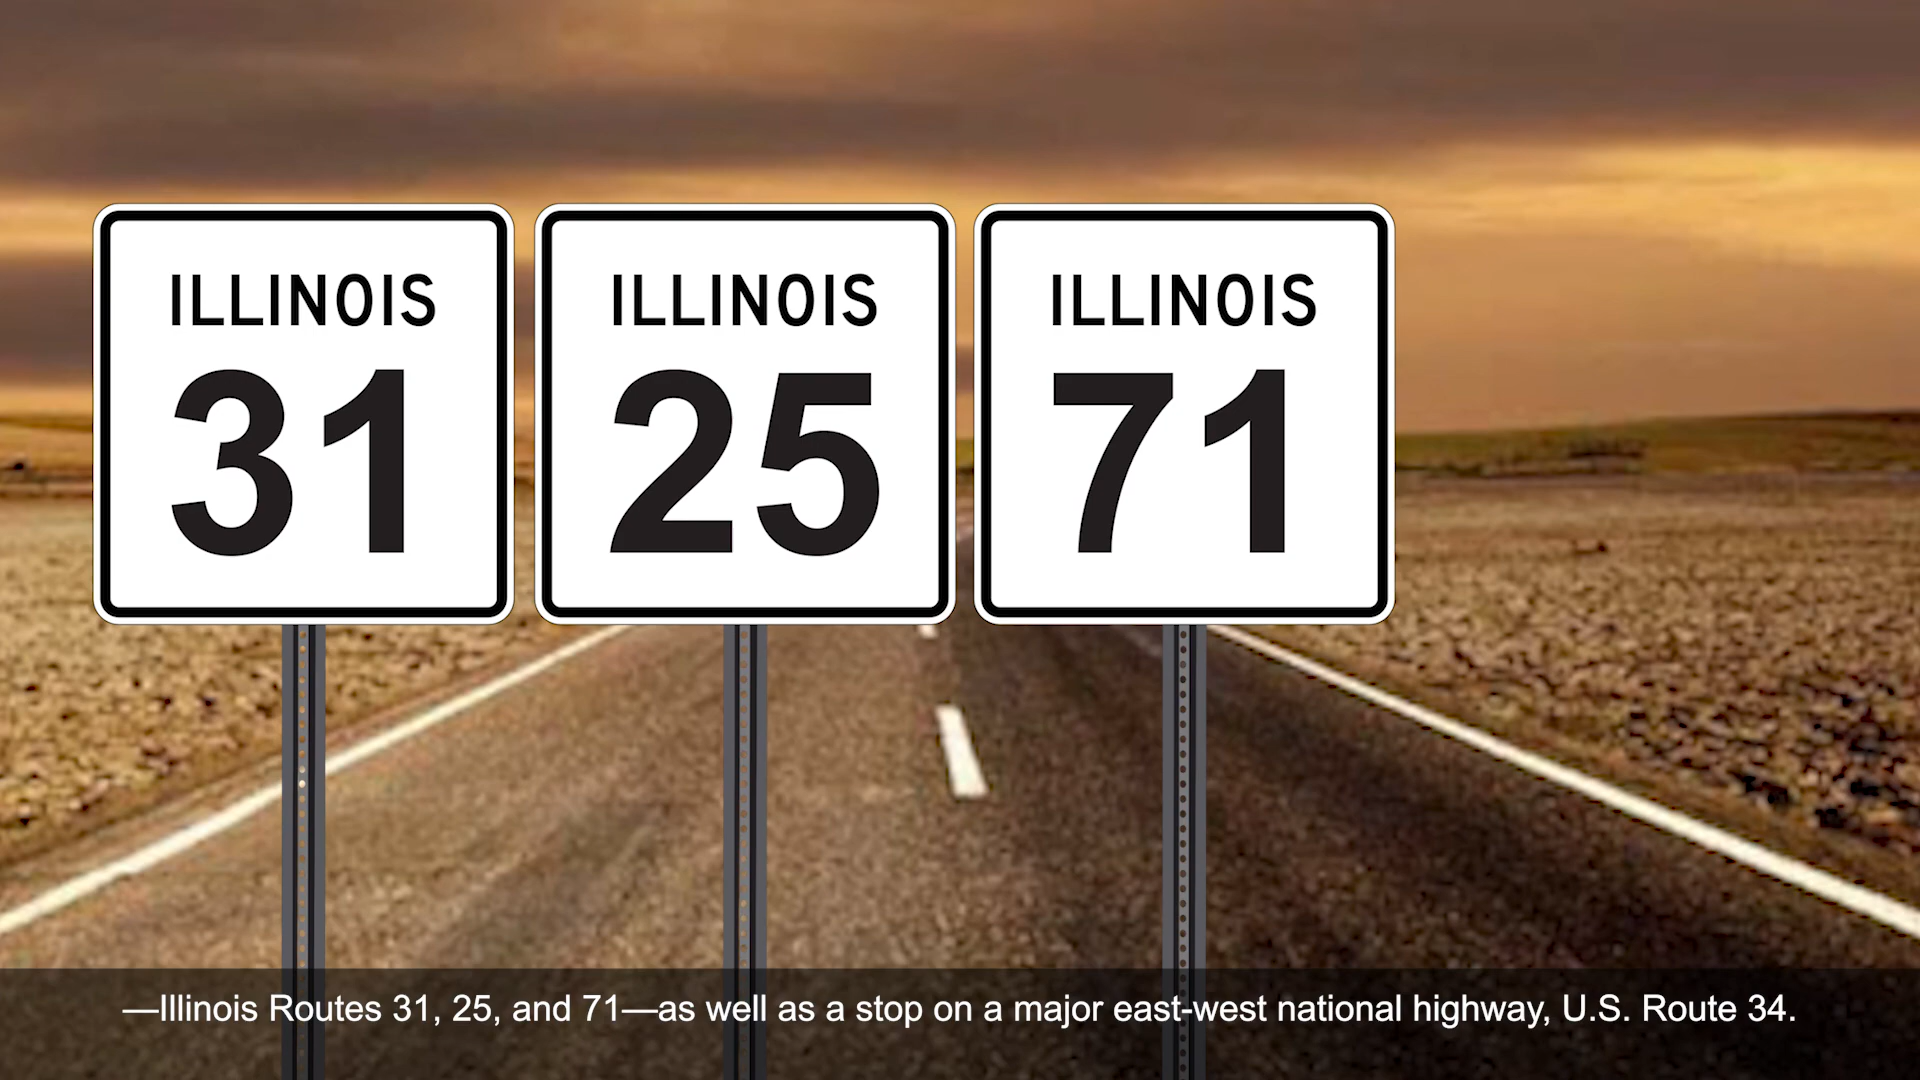 ILLINOIS
31
ILLINOIS
25
ILLINOIS
71
—Illinois Routes 31, 25, and 71—as well as a stop on a major east-west national highway, U.S. Route 34.